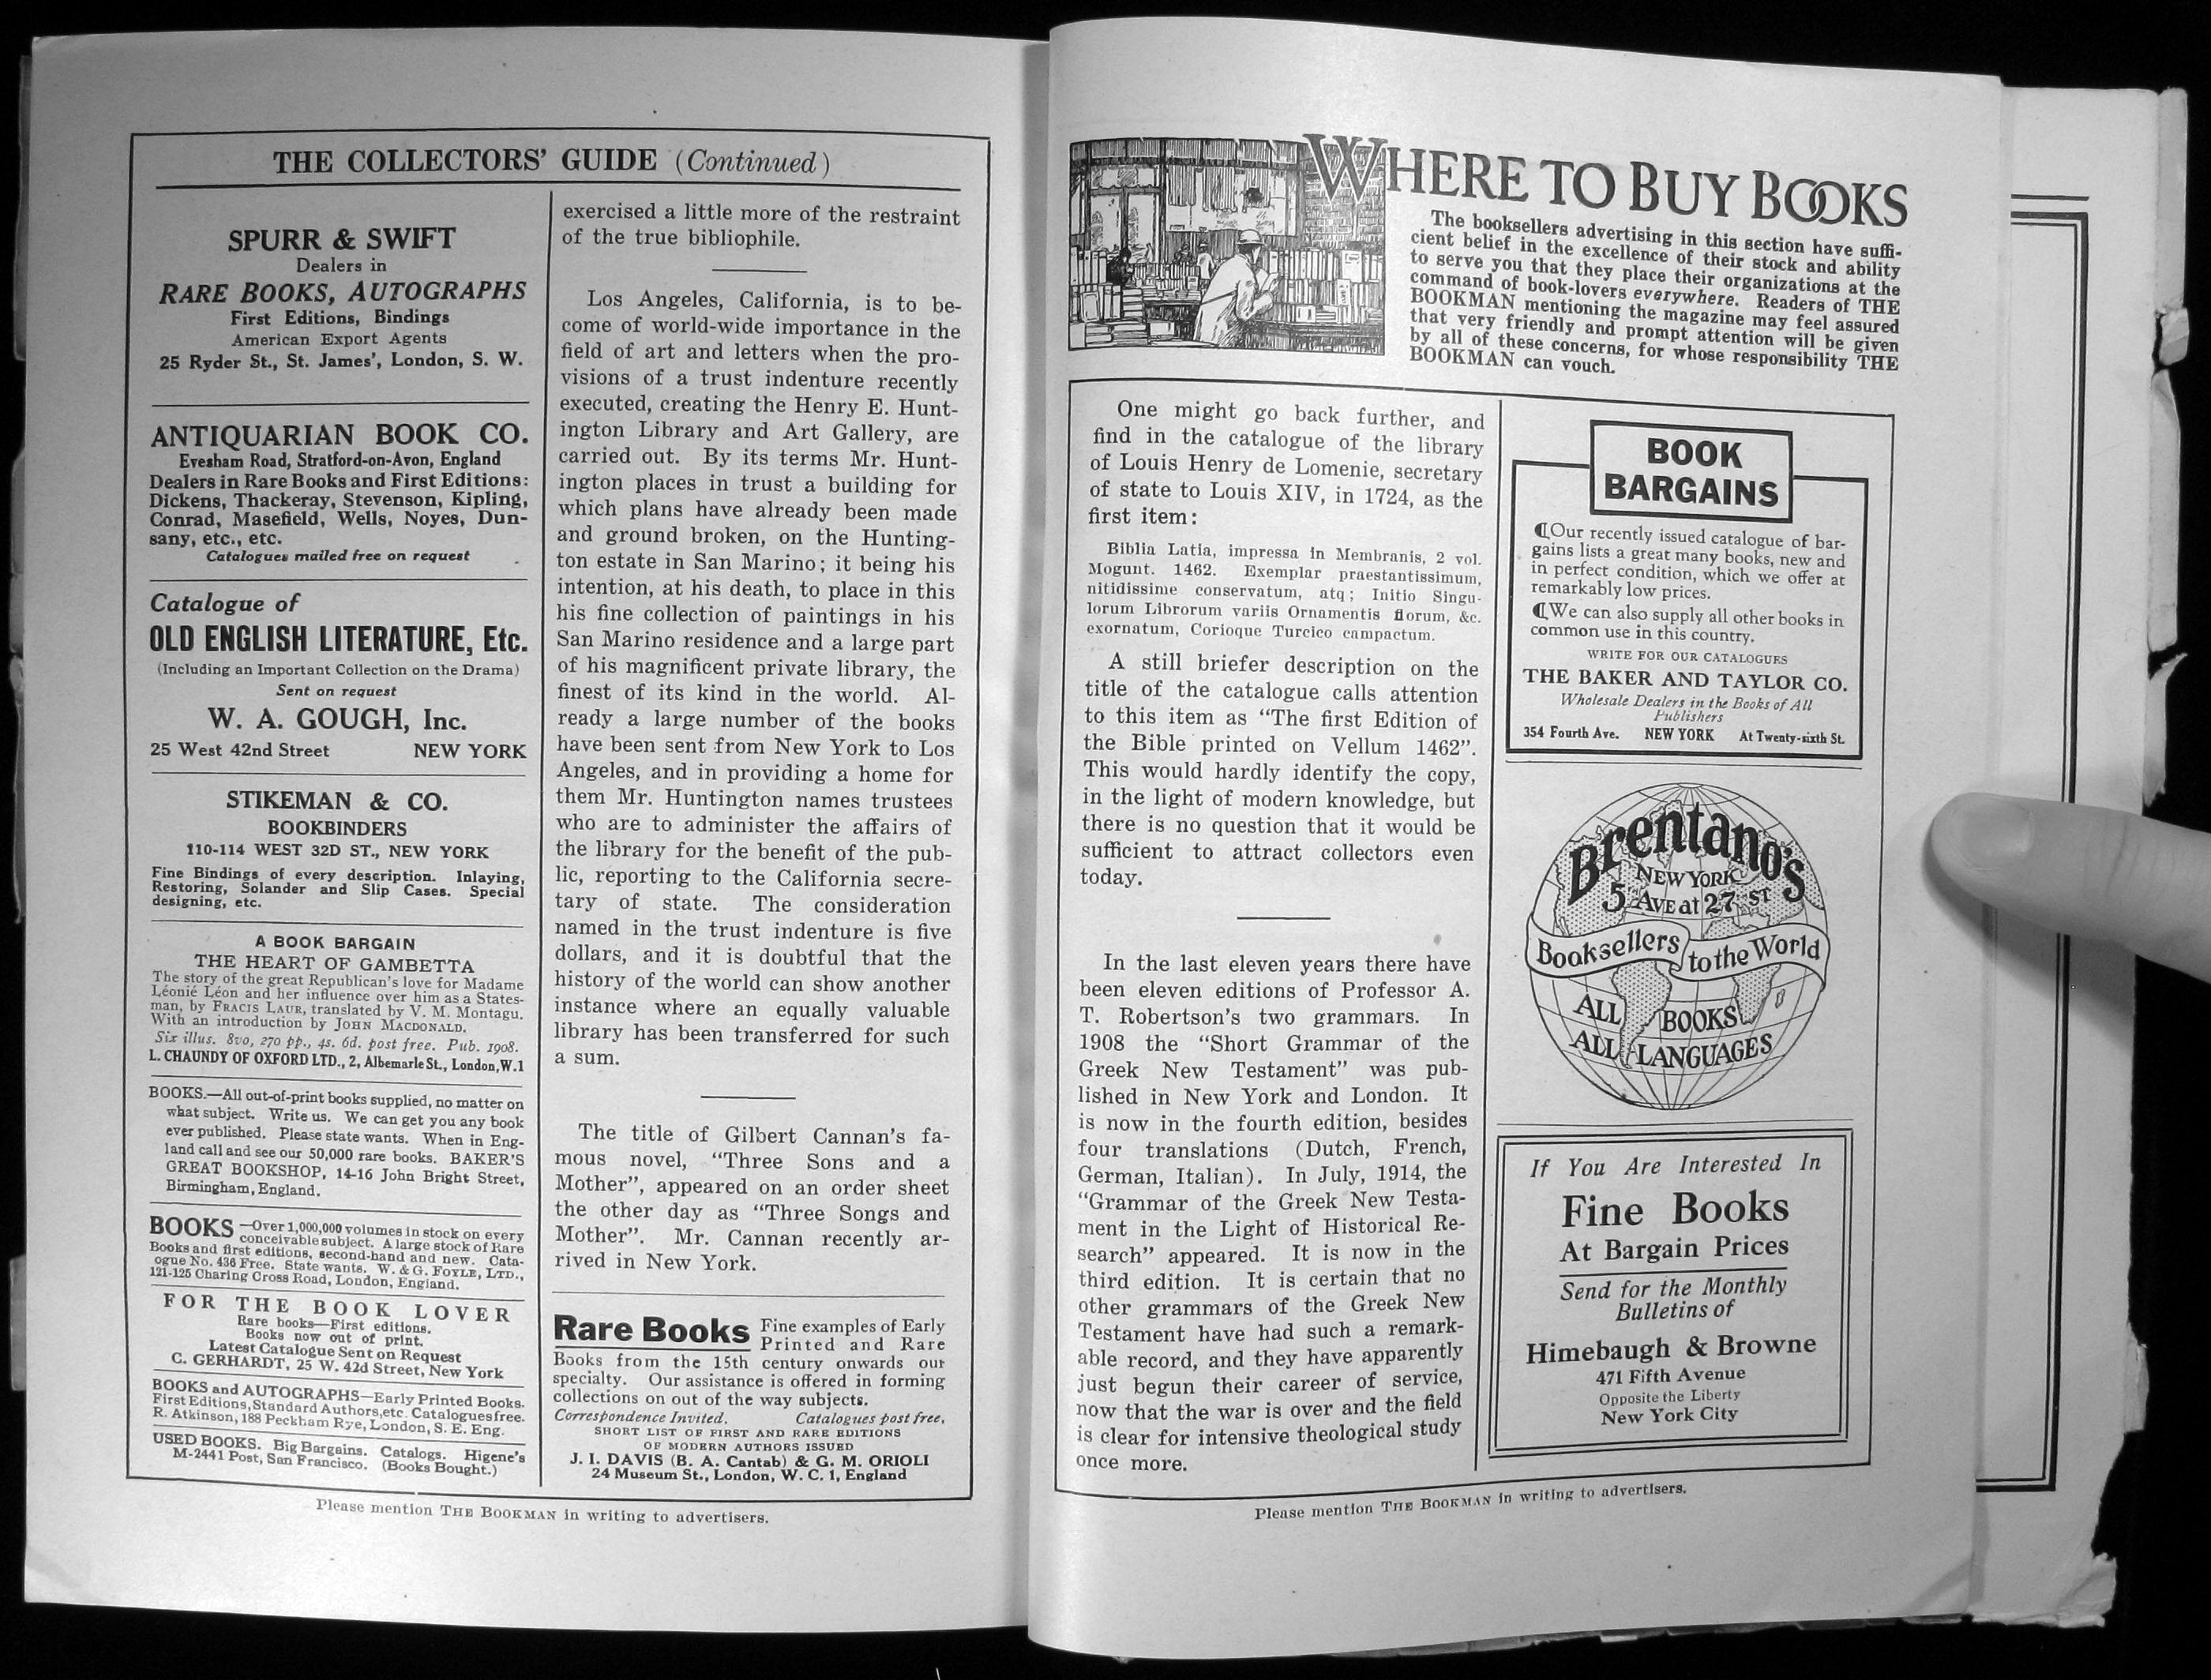 THE COLLECTORS' GUIDE (Continued)
SPURR & SWIFT
Dealers in
RARE BOOKS, AUTOGRAPHS
First Editions, Bindings
American Export Agents
25 Ryder St., St. James', London, S. W.
ANTIQUARIAN BOOK CO.
Evesham Road, Stratford-on-Avon, England
Dealers in Rare Books and First Editions:
Dickens, Thackeray, Stevenson, Kipling,
Conrad, Masefield, Wells, Noyes, Dun-
sany, etc., etc.
Catalogues mailed free on request
Catalogue of
OLD ENGLISH LITERATURE, Etc.
(Including an Important Collection on the Drama)
Sent on request
W. A. GOUGH, Inc.
25 West 42nd Street NEW YORK
STIKEMAN & CO.
BOOKBINDERS
110-114 WEST 32D ST., NEW YORK
Fine Bindings of every description. Inlaying,
Restoring, Solander and Slip Cases. Special
designing, etc.
A BOOK BARGAIN
THE HEART OF GAMBETTA
The story of the great Republican's love for Madame
Léonié Léon and her influence over him as a States-
man, by FRACIS LAUR, translated by V. M. Montagu.
With an introduction by JOHN MACDONALD.
Six illus. 8vo, 270 pp., 4s. 6d. post free. Pub. 1908.
L. CHAUNDY OF OXFORD LTD., 2, Albemarle St., London, W.1
BOOKS.—All out-of-print books supplied, no matter on
what subject. Write us. We can get you any book
ever published. Please state wants. When in Eng-
land call and see our 50,000 rare books. BAKER'S
GREAT BOOKSHOP, 14-16 John Bright Street,
Birmingham, England.
BOOKS—Over 1,000,000 volumes in stock on every
conceivable subject. A large stock of Rare
Books and first editions, second-hand and new. Cata-
ogue No. 436 Free. State wants. W. & G. FOYLE, LTD.,
121-125 Charing Cross Road, London, England.
FOR THE BOOK LOVER
Rare books—First editions.
Books now out of print.
Latest Catalogue Sent on Request
C. GERHARDT, 25 W. 42d Street, New York
BOOKS and AUTOGRAPHS—Early Printed Books.
First Editions, Standard Authors, etc. Catalogues free.
R. Atkinson, 188 Peckham Rye, London, S. E. Eng.
USED BOOKS. Big Bargains. Catalogs. Higene's
M-2441 Post, San Francisco. (Books Bought.)
exercised a little more of the restraint
of the true bibliophile.
Los Angeles, California, is to be-
come of world-wide importance in the
field of art and letters when the pro-
visions of a trust indenture recently
executed, creating the Henry E. Hunt-
ington Library and Art Gallery, are
carried out. By its terms Mr. Hunt-
ington places in trust a building for
which plans have already been made
and ground broken, on the Hunting-
ton estate in San Marino; it being his
intention, at his death, to place in this
his fine collection of paintings in his
San Marino residence and a large part
of his magnificent private library, the
finest of its kind in the world. Al-
ready a large number of the books
have been sent from New York to Los
Angeles, and in providing a home for
them Mr. Huntington names trustees
who are to administer the affairs of
the library for the benefit of the pub-
lic, reporting to the California secre-
tary of state. The consideration
named in the trust indenture is five
dollars, and it is doubtful that the
history of the world can show another
instance where an equally valuable
library has been transferred for such
a sum.
The title of Gilbert Cannan's fa-
mous novel, "Three Sons and a
Mother", appeared on an order sheet
the other day as "Three Songs and
Mother". Mr. Cannan recently ar-
rived in New York.
Rare Books Fine examples of Early
Printed and Rare
Books from the 15th century onwards our
specialty. Our assistance is offered in forming
collections on out of the way subjects.
Correspondence Invited. Catalogues post free.
SHORT LIST OF FIRST AND RARE EDITIONS
OF MODERN AUTHORS ISSUED
J. I. DAVIS (B. A. Cantab) & G. M. ORIOLI
24 Museum St., London, W. C. 1, England
Please mention THE BOOKMAN in writing to advertisers.
WHERE TO BUY BOOKS
The booksellers advertising in this section have suffi-
cient belief in the excellence of their stock and ability
to serve you that they place their organizations at the
command of book-lovers everywhere. Readers of THE
BOOKMAN mentioning the magazine may feel assured
that very friendly and prompt attention will be given
by all of these concerns, for whose responsibility THE
BOOKMAN can vouch.
One might go back further, and
find in the catalogue of the library
of Louis Henry de Lomenie, secretary
of state to Louis XIV, in 1724, as the
first item:
Biblia Latia, impressa in Membranis, 2 vol.
Mogunt. 1462. Exemplar praestantissimum,
nitidissime conservatum, atq; Initio Singu-
lorum Librorum variis Ornamentis florum, &c.
exornatum, Corioque Turcico campactum.
A still briefer description on the
title of the catalogue calls attention
to this item as "The first Edition of
the Bible printed on Vellum 1462".
This would hardly identify the copy,
in the light of modern knowledge, but
there is no question that it would be
sufficient to attract collectors even
today.
In the last eleven years there have
been eleven editions of Professor A.
T. Robertson's two grammars. In
1908 the "Short Grammar of the
Greek New Testament" was pub-
lished in New York and London. It
is now in the fourth edition, besides
four translations (Dutch, French,
German, Italian). In July, 1914, the
"Grammar of the Greek New Testa-
ment in the Light of Historical Re-
search" appeared. It is now in the
third edition. It is certain that no
other grammars of the Greek New
Testament have had such a remark-
able record, and they have apparently
just begun their career of service,
now that the war is over and the field
is clear for intensive theological study
once more.
BOOK
BARGAINS
¶Our recently issued catalogue of bar-
gains lists a great many books, new and
in perfect condition, which we offer at
remarkably low prices.
¶We can also supply all other books in
common use in this country.
WRITE FOR OUR CATALOGUES
THE BAKER AND TAYLOR CO.
Wholesale Dealers in the Books of All
Publishers
354 Fourth Ave. NEW YORK At Twenty-sixth St.
Brentano's
NEW YORK
5 AVE at 27 ST
Booksellers to the World
ALL BOOKS
ALL LANGUAGES
If You Are Interested In
Fine Books
At Bargain Prices
Send for the Monthly
Bulletins of
Himebaugh & Browne
471 Fifth Avenue
Opposite the Liberty
New York City
Please mention THE BOOKMAN in writing to advertisers.